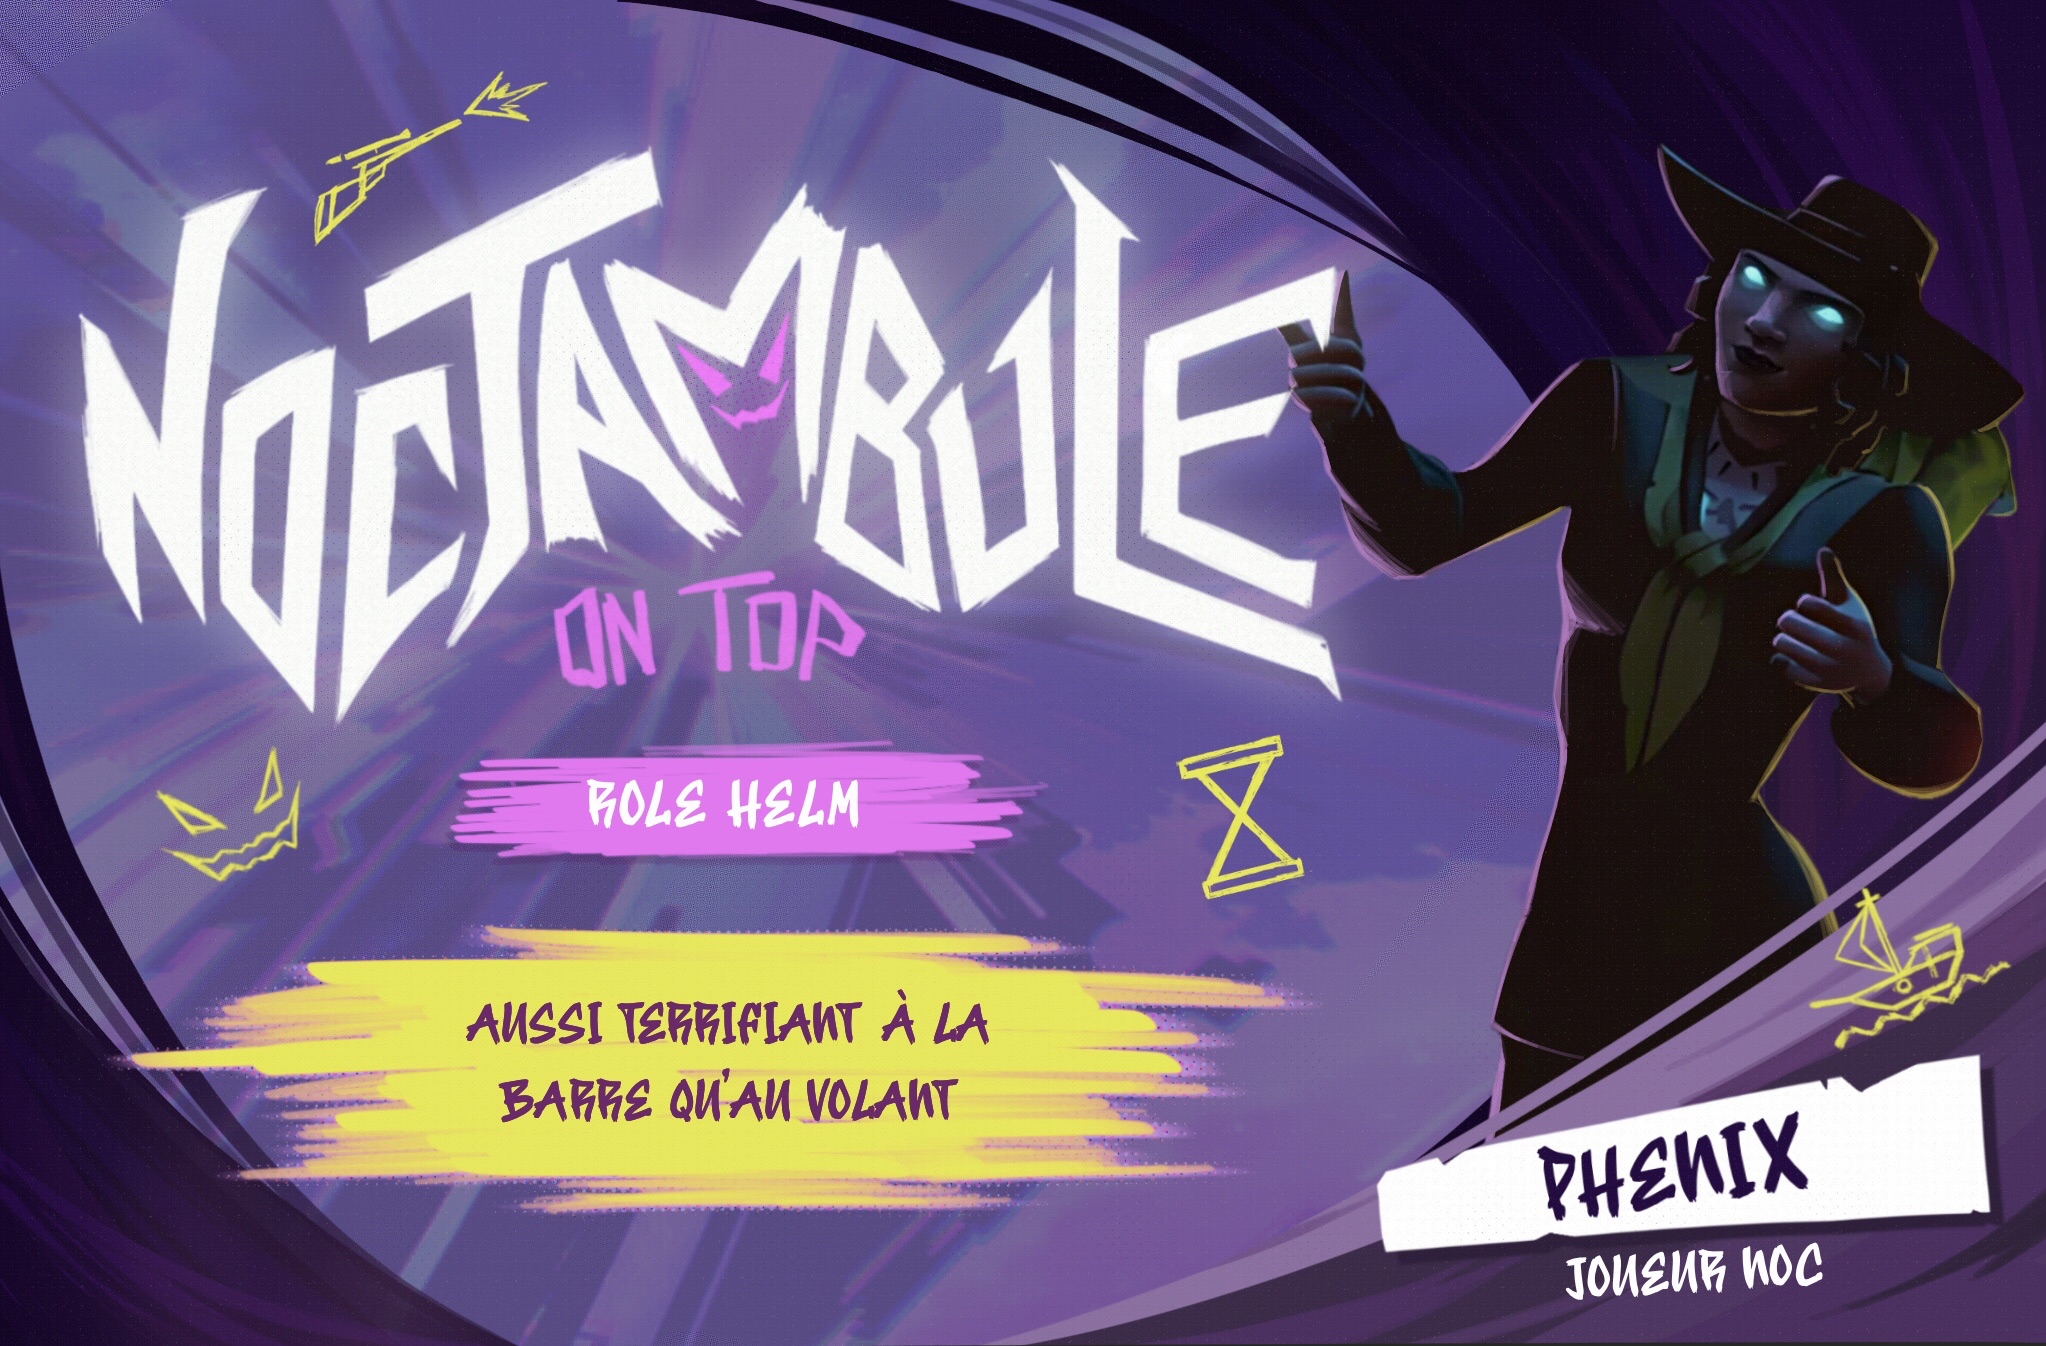 NOCTAMBULE
ON TOP
ROLE HELM
AUSSI TERRIFIANT À LA
BARRE QU'AU VOLANT
PHENIX
JOUEUR NOC